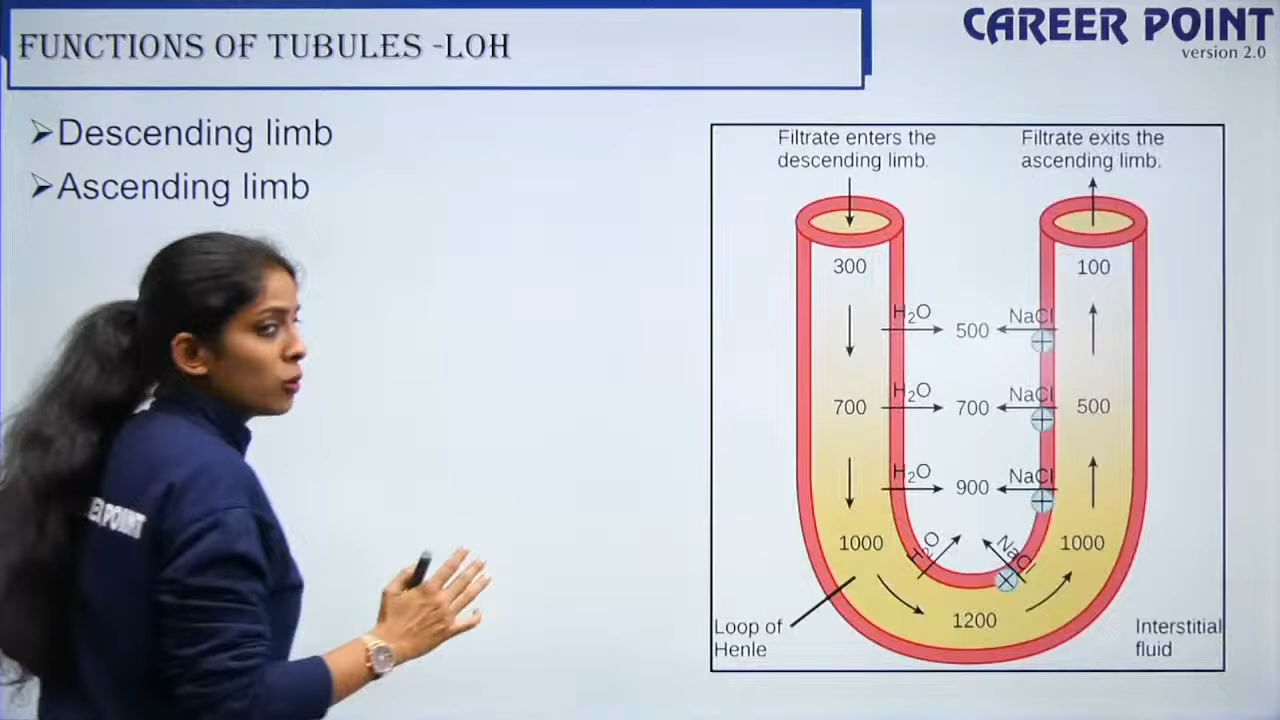 FUNCTIONS OF TUBULES -LOH
CAREER POINT
version 2.0
➢Descending limb
➢Ascending limb
Filtrate enters the
descending limb.
Filtrate exits the
ascending limb.
300
100
H₂O
500
NaCl
700
H₂O
700
NaCl
500
H₂O
900
NaCl
1000
H₂O
NaCl
1000
1200
Loop of
Henle
Interstitial
fluid
POINT